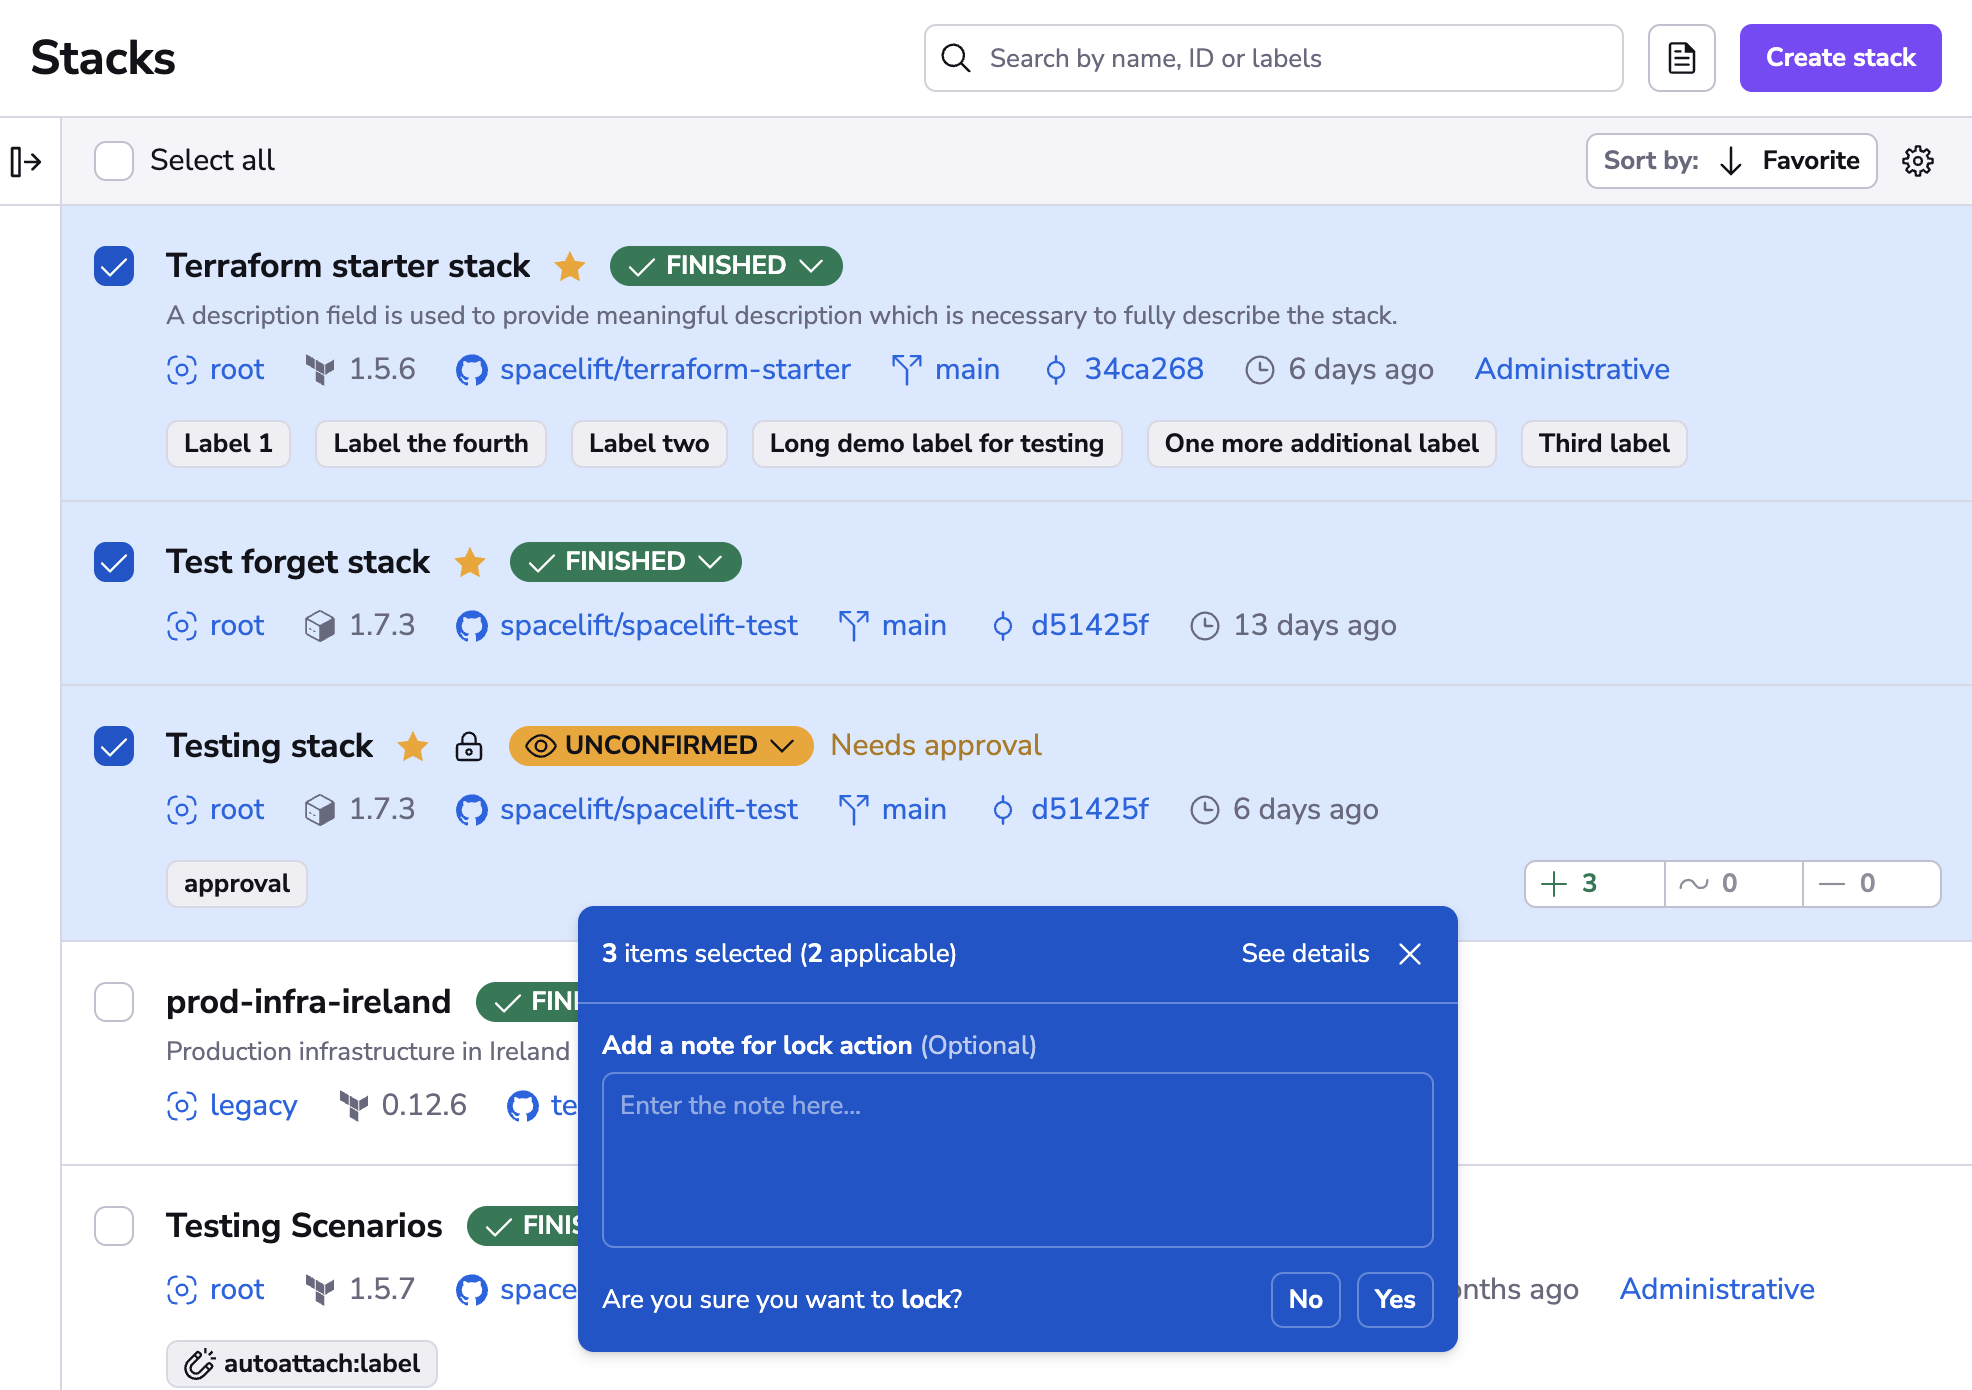 Stacks
Search by name, ID or labels
Create stack
Select all
Sort by: Favorite
Terraform starter stack FINISHED
A description field is used to provide meaningful description which is necessary to fully describe the stack.
root 1.5.6 spacelift/terraform-starter main 34ca268 6 days ago Administrative
Label 1 Label the fourth Label two Long demo label for testing One more additional label Third label
Test forget stack FINISHED
root 1.7.3 spacelift/spacelift-test main d51425f 13 days ago
Testing stack UNCONFIRMED Needs approval
root 1.7.3 spacelift/spacelift-test main d51425f 6 days ago
approval
3 0 0
3 items selected (2 applicable) See details
prod-infra-ireland
Production infrastructure in Ireland
legacy 0.12.6
Add a note for lock action (Optional)
Enter the note here...
Testing Scenarios
root 1.5.7 ago Administrative
Are you sure you want to lock? No Yes
autoattach:label